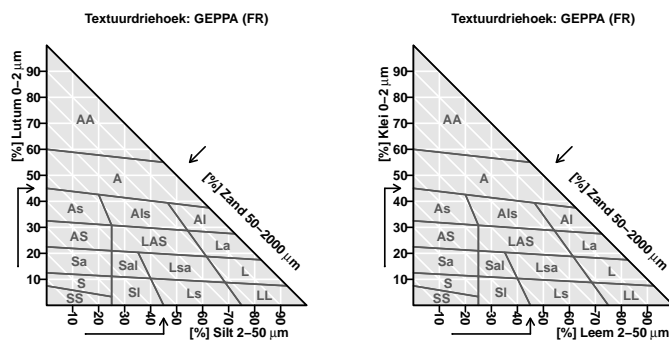 Textuurdriehoek: GEPPA (FR)
[%] Lutum 0−2 µm
90
80
70
60
50
40
30
20
10
AA
A
As
Als
Al
AS
LAS
La
Sa
Sal
Lsa
L
S
SS
Sl
Ls
LL
[%] Zand 50−2000 µm
10
20
30
40
50
60
70
80
90
[%] Silt 2−50 µm
Textuurdriehoek: GEPPA (FR)
[%] Klei 0−2 µm
90
80
70
60
50
40
30
20
10
AA
A
As
Als
Al
AS
LAS
La
Sa
Sal
Lsa
L
S
SS
Sl
Ls
LL
[%] Zand 50−2000 µm
10
20
30
40
50
60
70
80
90
[%] Leem 2−50 µm